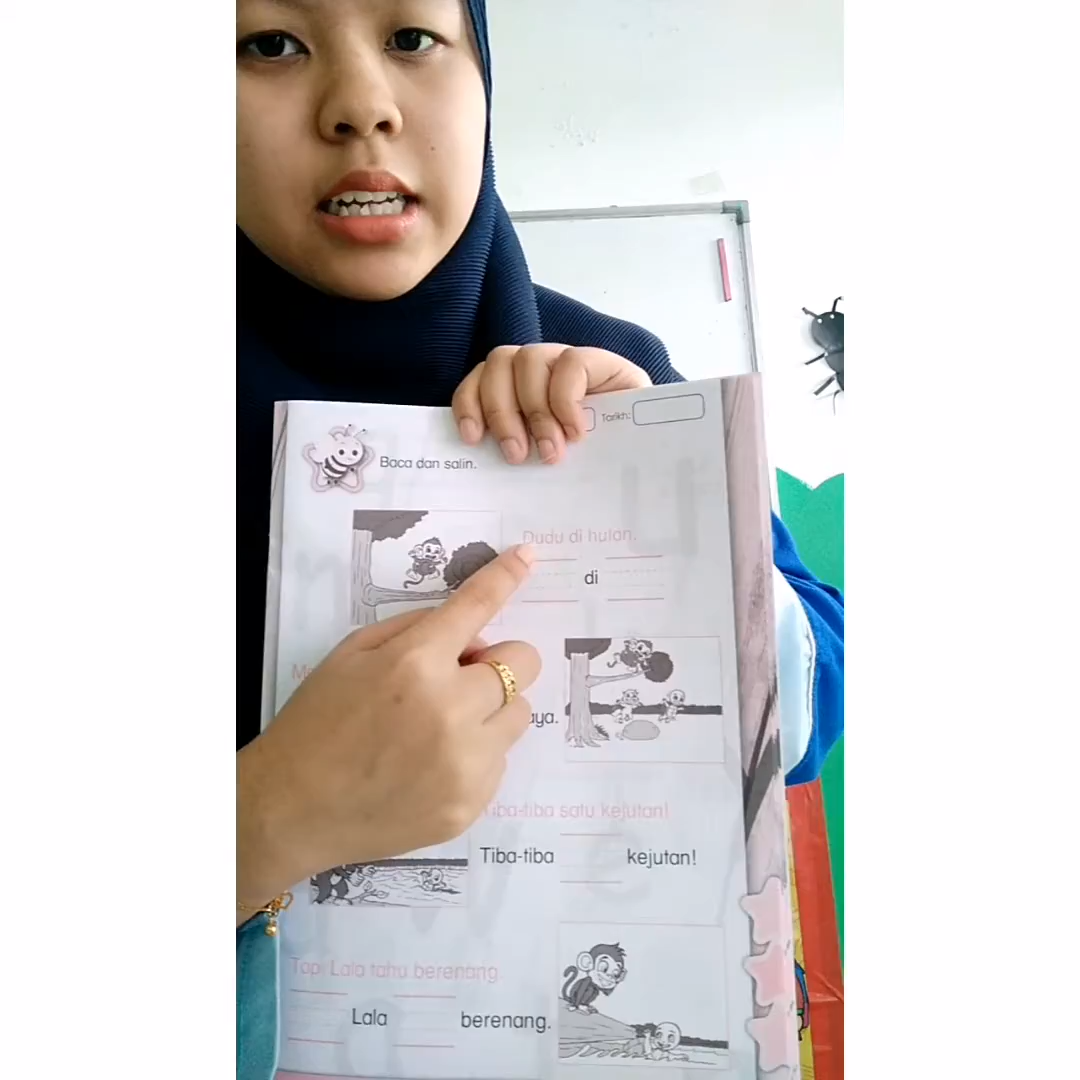 Tarikh:
Baca dan salin.
Dudu di hutan.
di
Tiba-tiba satu kejutan!
Tiba-tiba kejutan!
Tapi Lala tahu berenang.
Lala berenang.